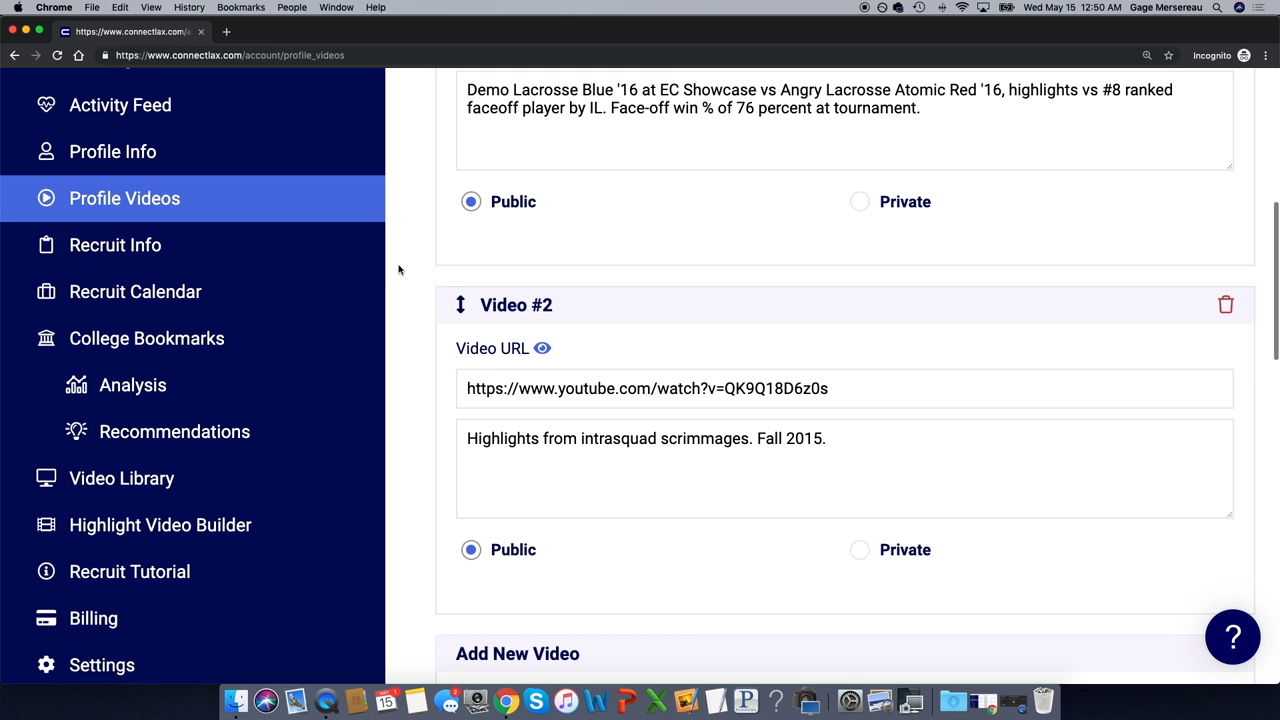 Chrome File Edit View History Bookmarks People Window Help
Wed May 15 12:50 AM Gage Mersereau
https://www.connectlax.com/a
https://www.connectlax.com/account/profile_videos
Incognito
Activity Feed
Profile Info
Profile Videos
Recruit Info
Recruit Calendar
College Bookmarks
Analysis
Recommendations
Video Library
Highlight Video Builder
Recruit Tutorial
Billing
Settings
Demo Lacrosse Blue '16 at EC Showcase vs Angry Lacrosse Atomic Red '16, highlights vs #8 ranked
faceoff player by IL. Face-off win % of 76 percent at tournament.
Public Private
Video #2
Video URL
https://www.youtube.com/watch?v=QK9Q18D6z0s
Highlights from intrasquad scrimmages. Fall 2015.
Public Private
Add New Video
?